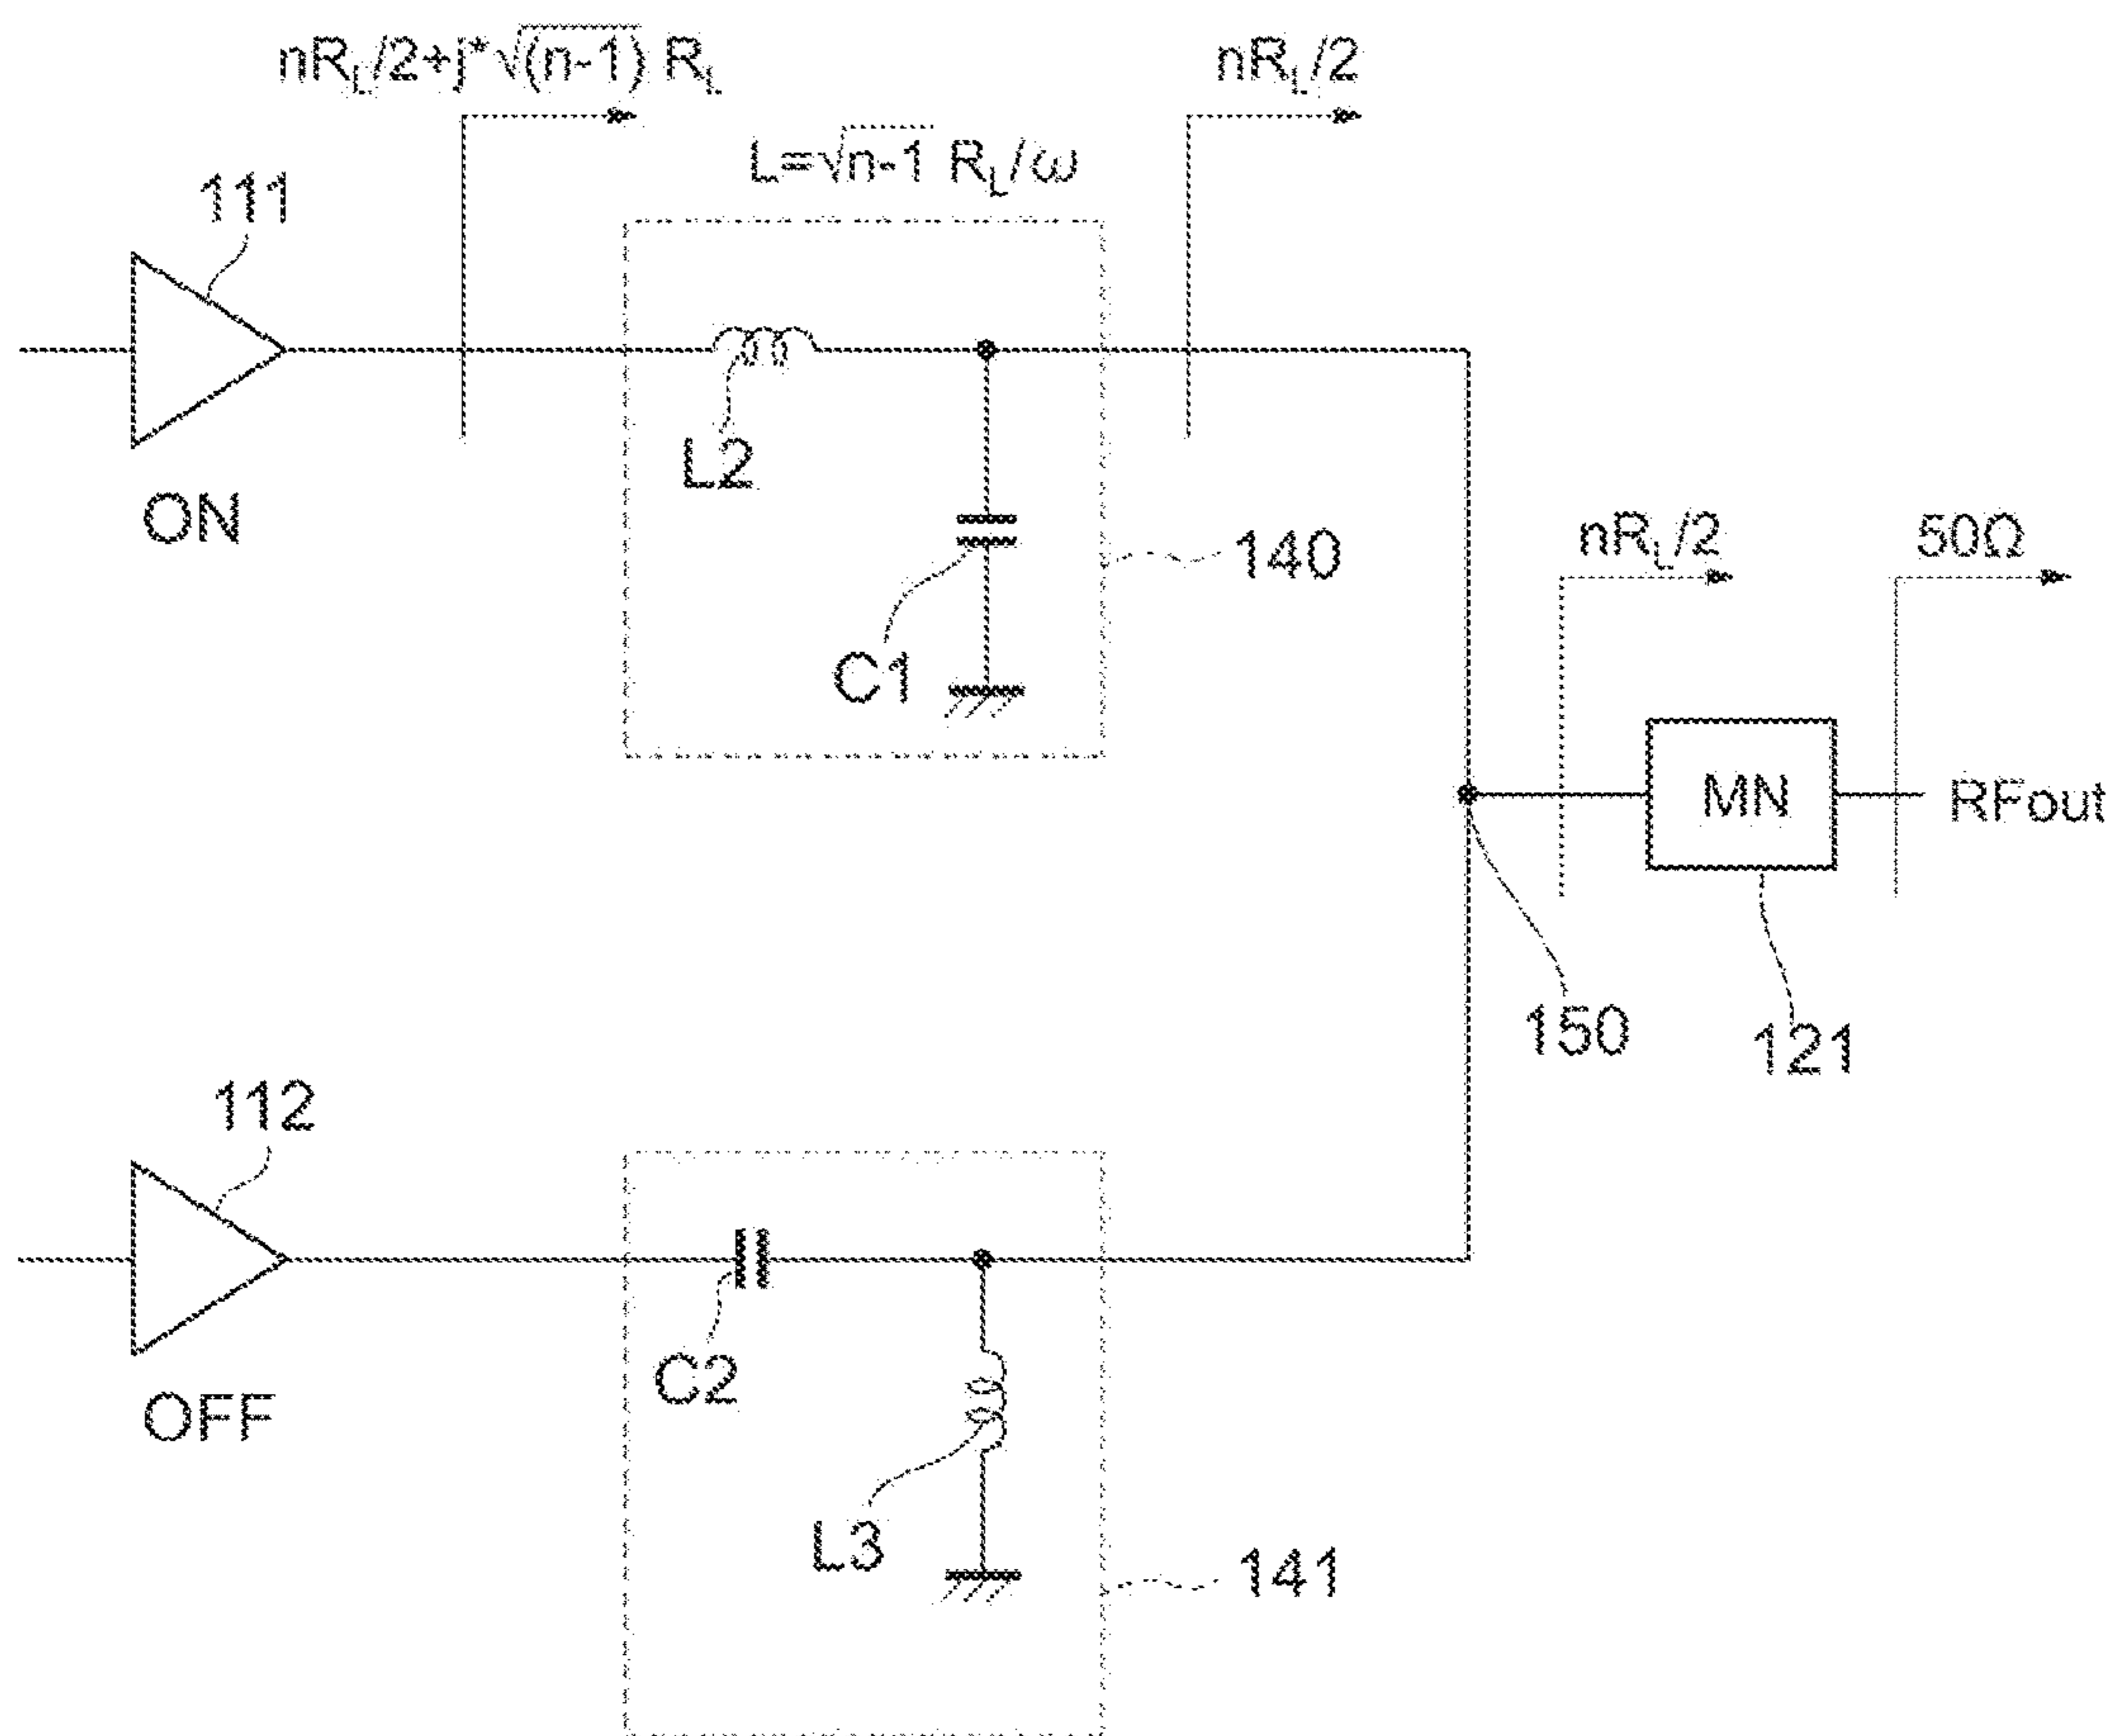 nR_L/2+j*√(n-1) R_L
nR_L/2
L=√n-1 R_L/ω
111
L2
ON
140
C1
nR_L/2
50Ω
MN
RFout
150
121
112
C2
OFF
L3
141